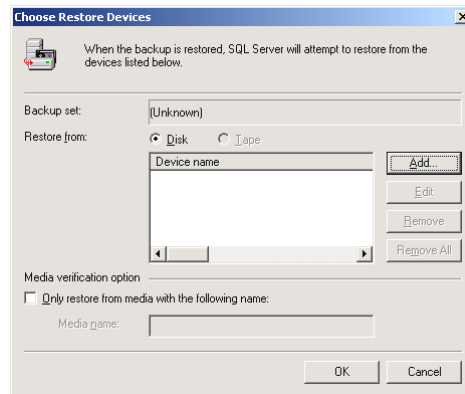 Choose Restore Devices
When the backup is restored, SQL Server will attempt to restore from the
devices listed below.
Backup set:
(Unknown)
Restore from:
Disk
Tape
Device name
Add...
Edit
Remove
Remove All
Media verification option
Only restore from media with the following name:
Media name:
OK
Cancel